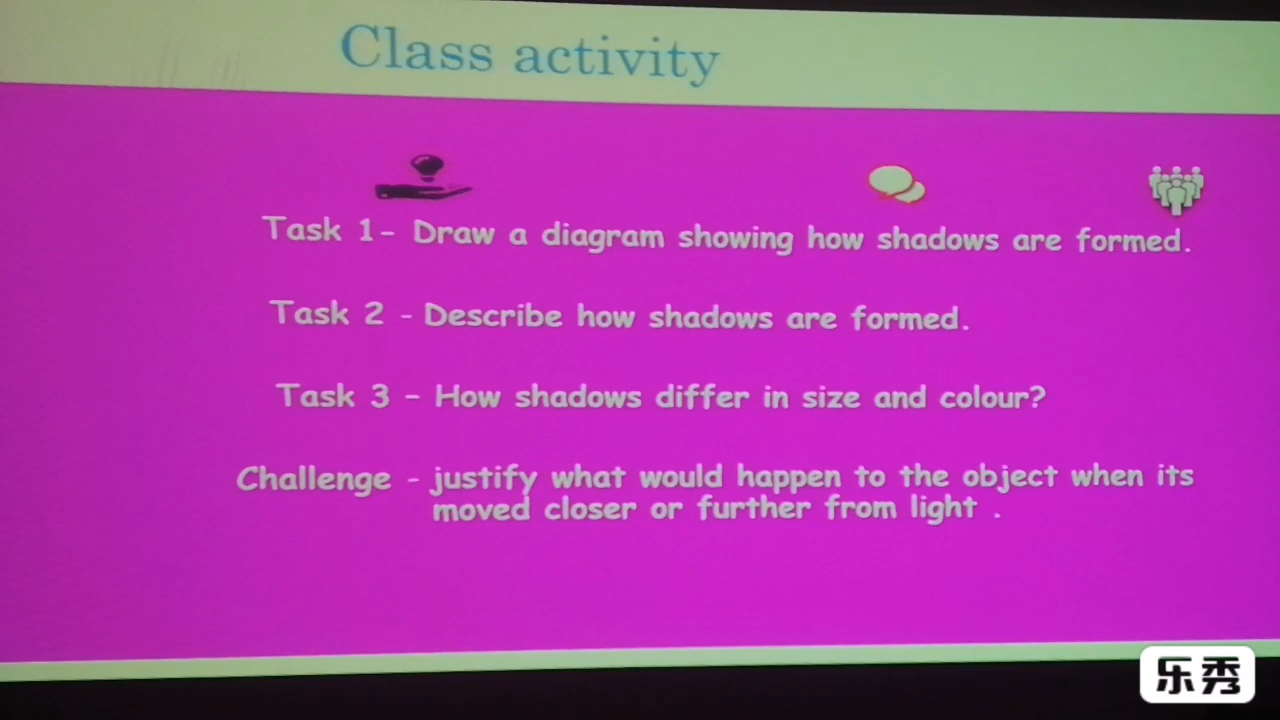 Class activity
Task 1- Draw a diagram showing how shadows are formed.
Task 2 - Describe how shadows are formed.
Task 3 - How shadows differ in size and colour?
Challenge - justify what would happen to the object when its
moved closer or further from light .
乐秀